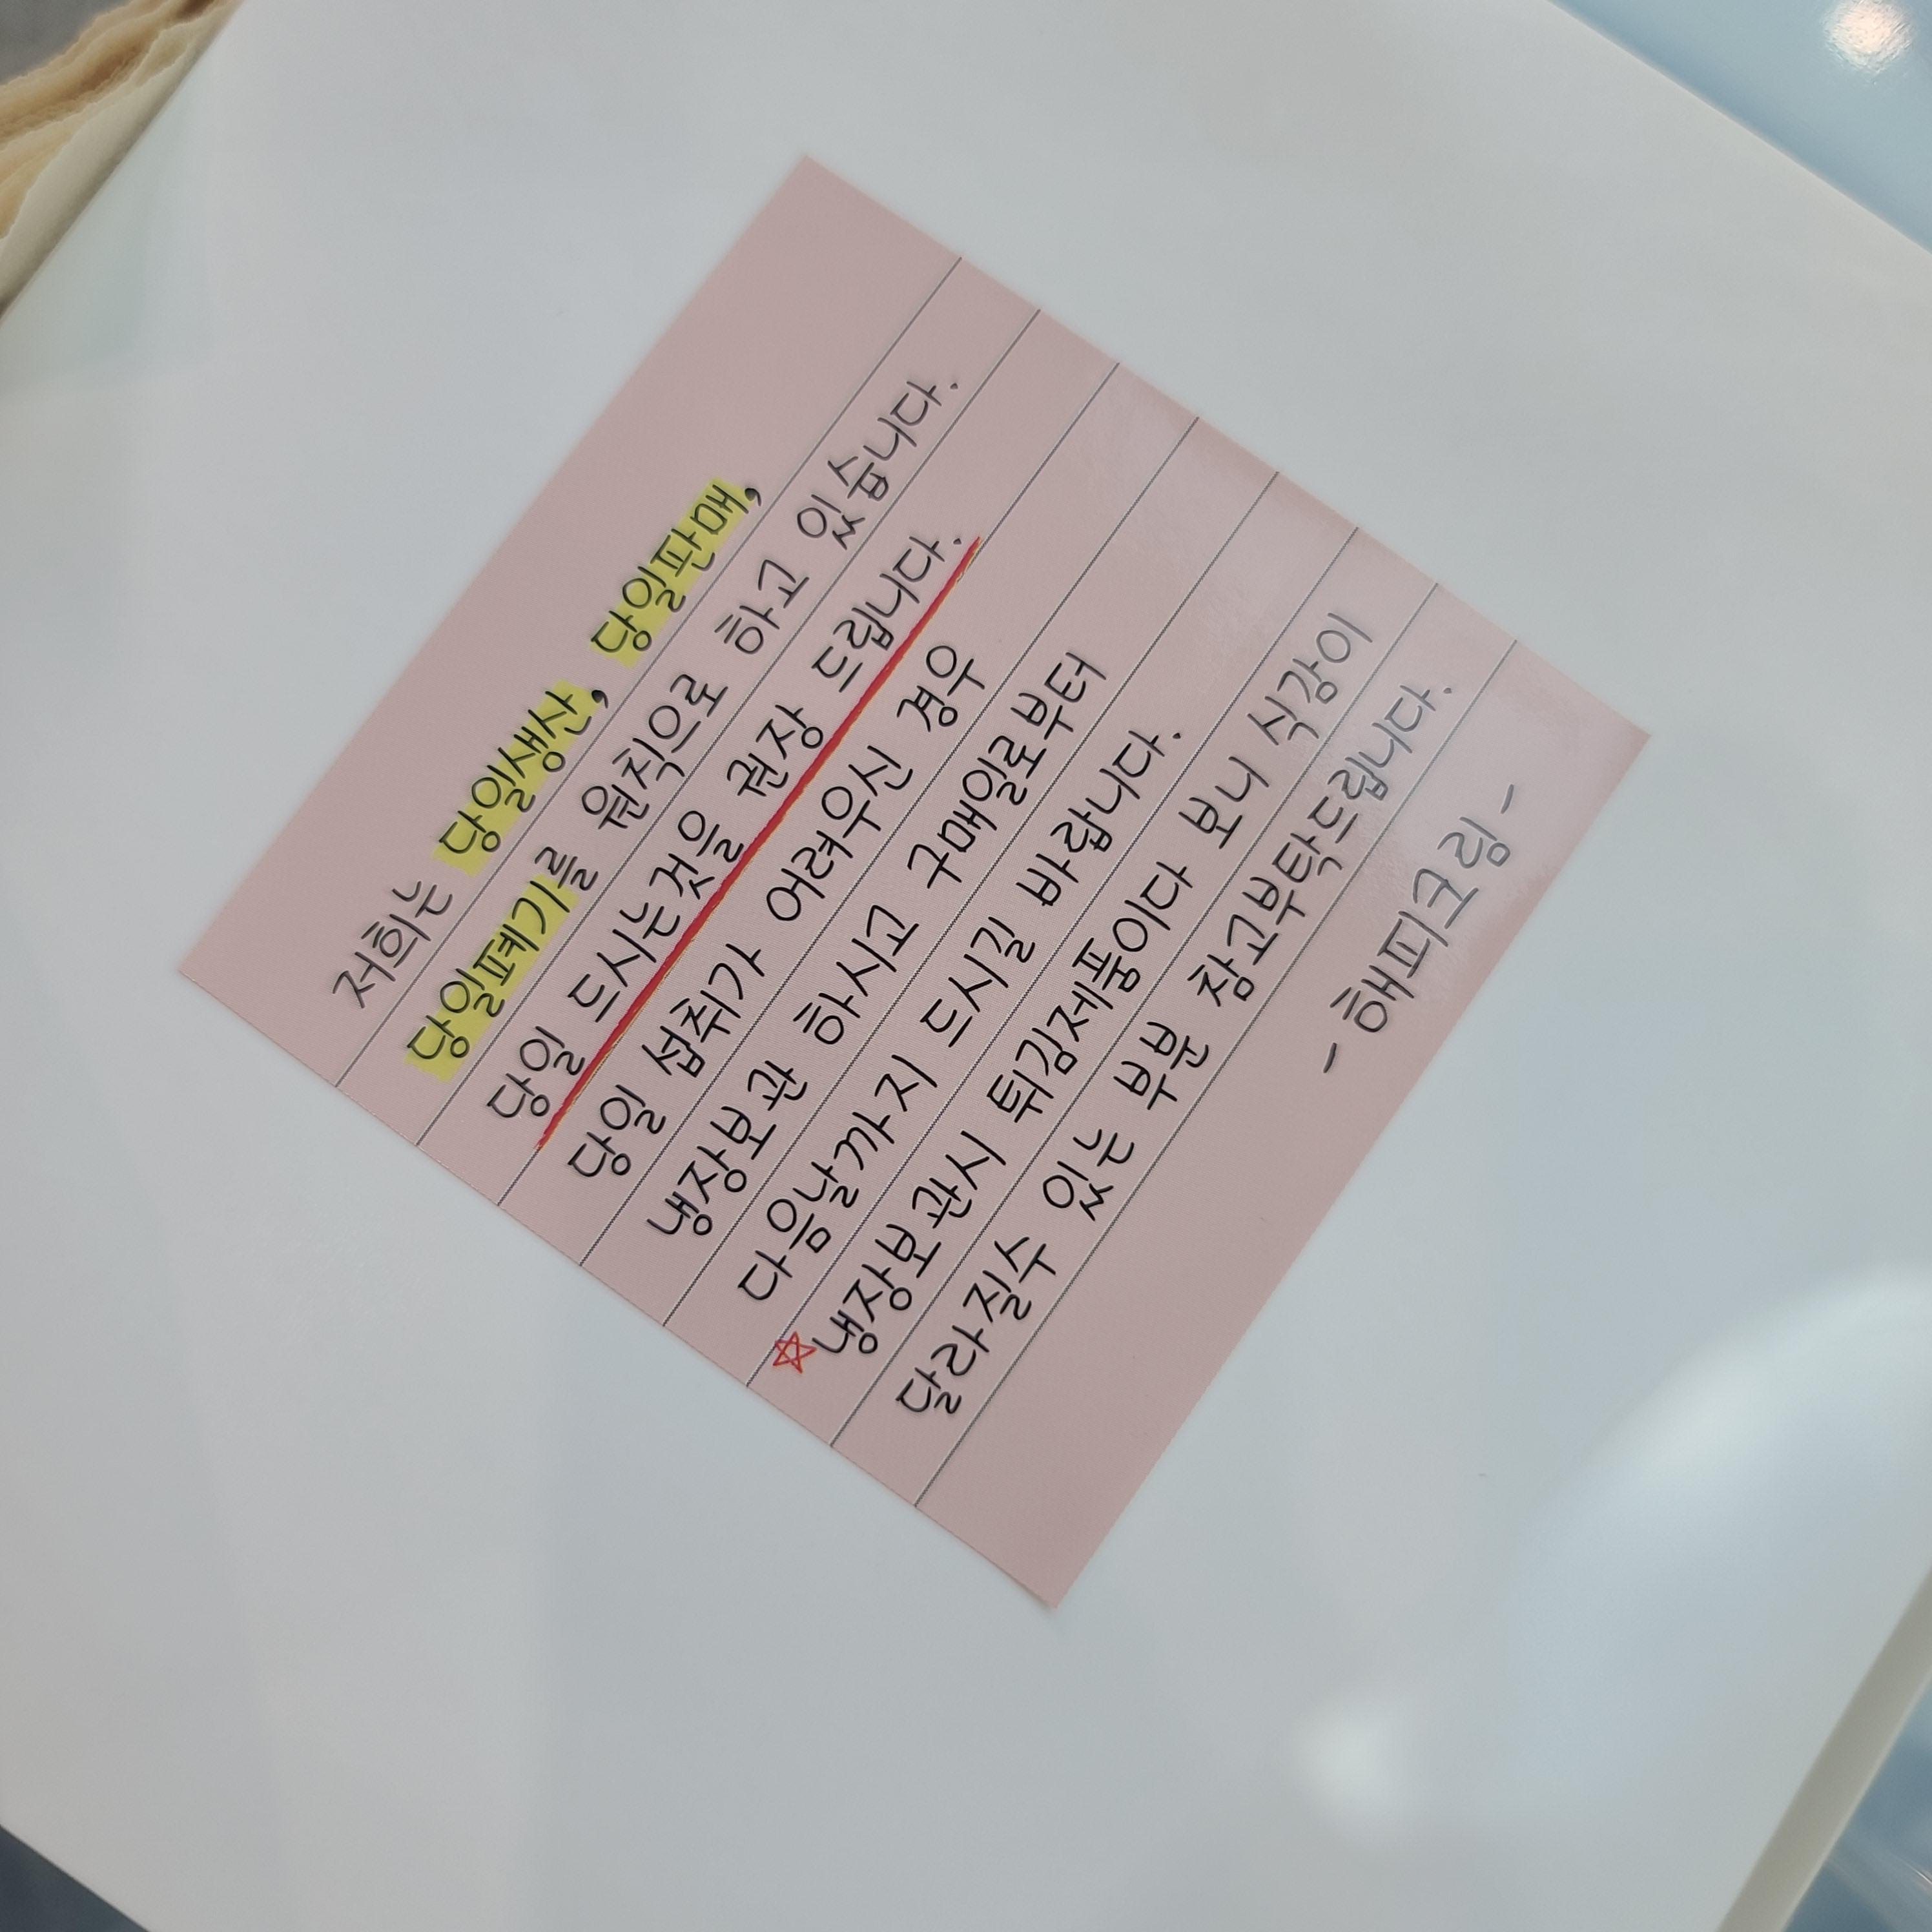 저희는 당일생산, 당일판매,
당일폐기를 원칙으로 하고 있습니다.
당일 드시는것을 권장 드립니다.
당일 섭취가 어려우신 경우
냉장보관 하시고 구매일로부터
다음날까지 드시길 바랍니다.
☆냉장보관시 튀김제품이다 보니 식감이
달라질수 있는 부분 참고부탁드립니다.
- 해피크림 -